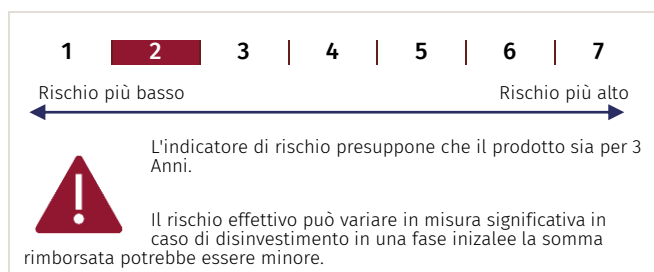 1 2 3 4 5 6 7
Rischio più basso Rischio più alto
L'indicatore di rischio presuppone che il prodotto sia per 3
Anni.
Il rischio effettivo può variare in misura significativa in
caso di disinvestimento in una fase inizalee la somma
rimborsata potrebbe essere minore.